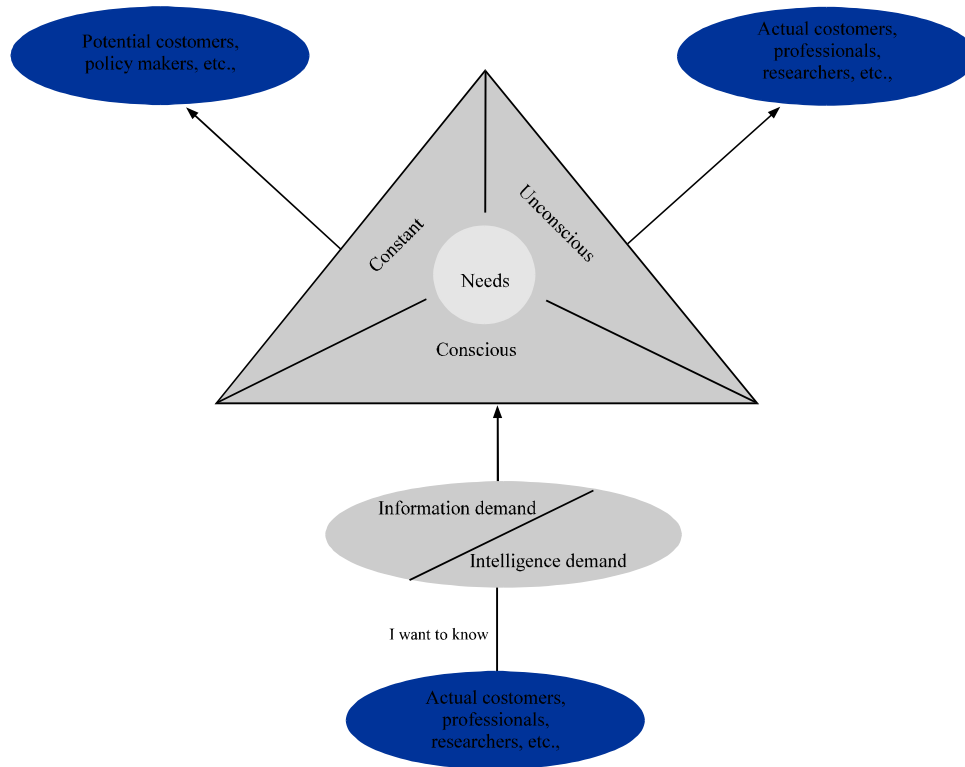 Potential costomers,
policy makers, etc.,
Actual costomers,
professionals,
researchers, etc.,
Constant
Unconscious
Needs
Conscious
Information demand
Intelligence demand
I want to know
Actual costomers,
professionals,
researchers, etc.,